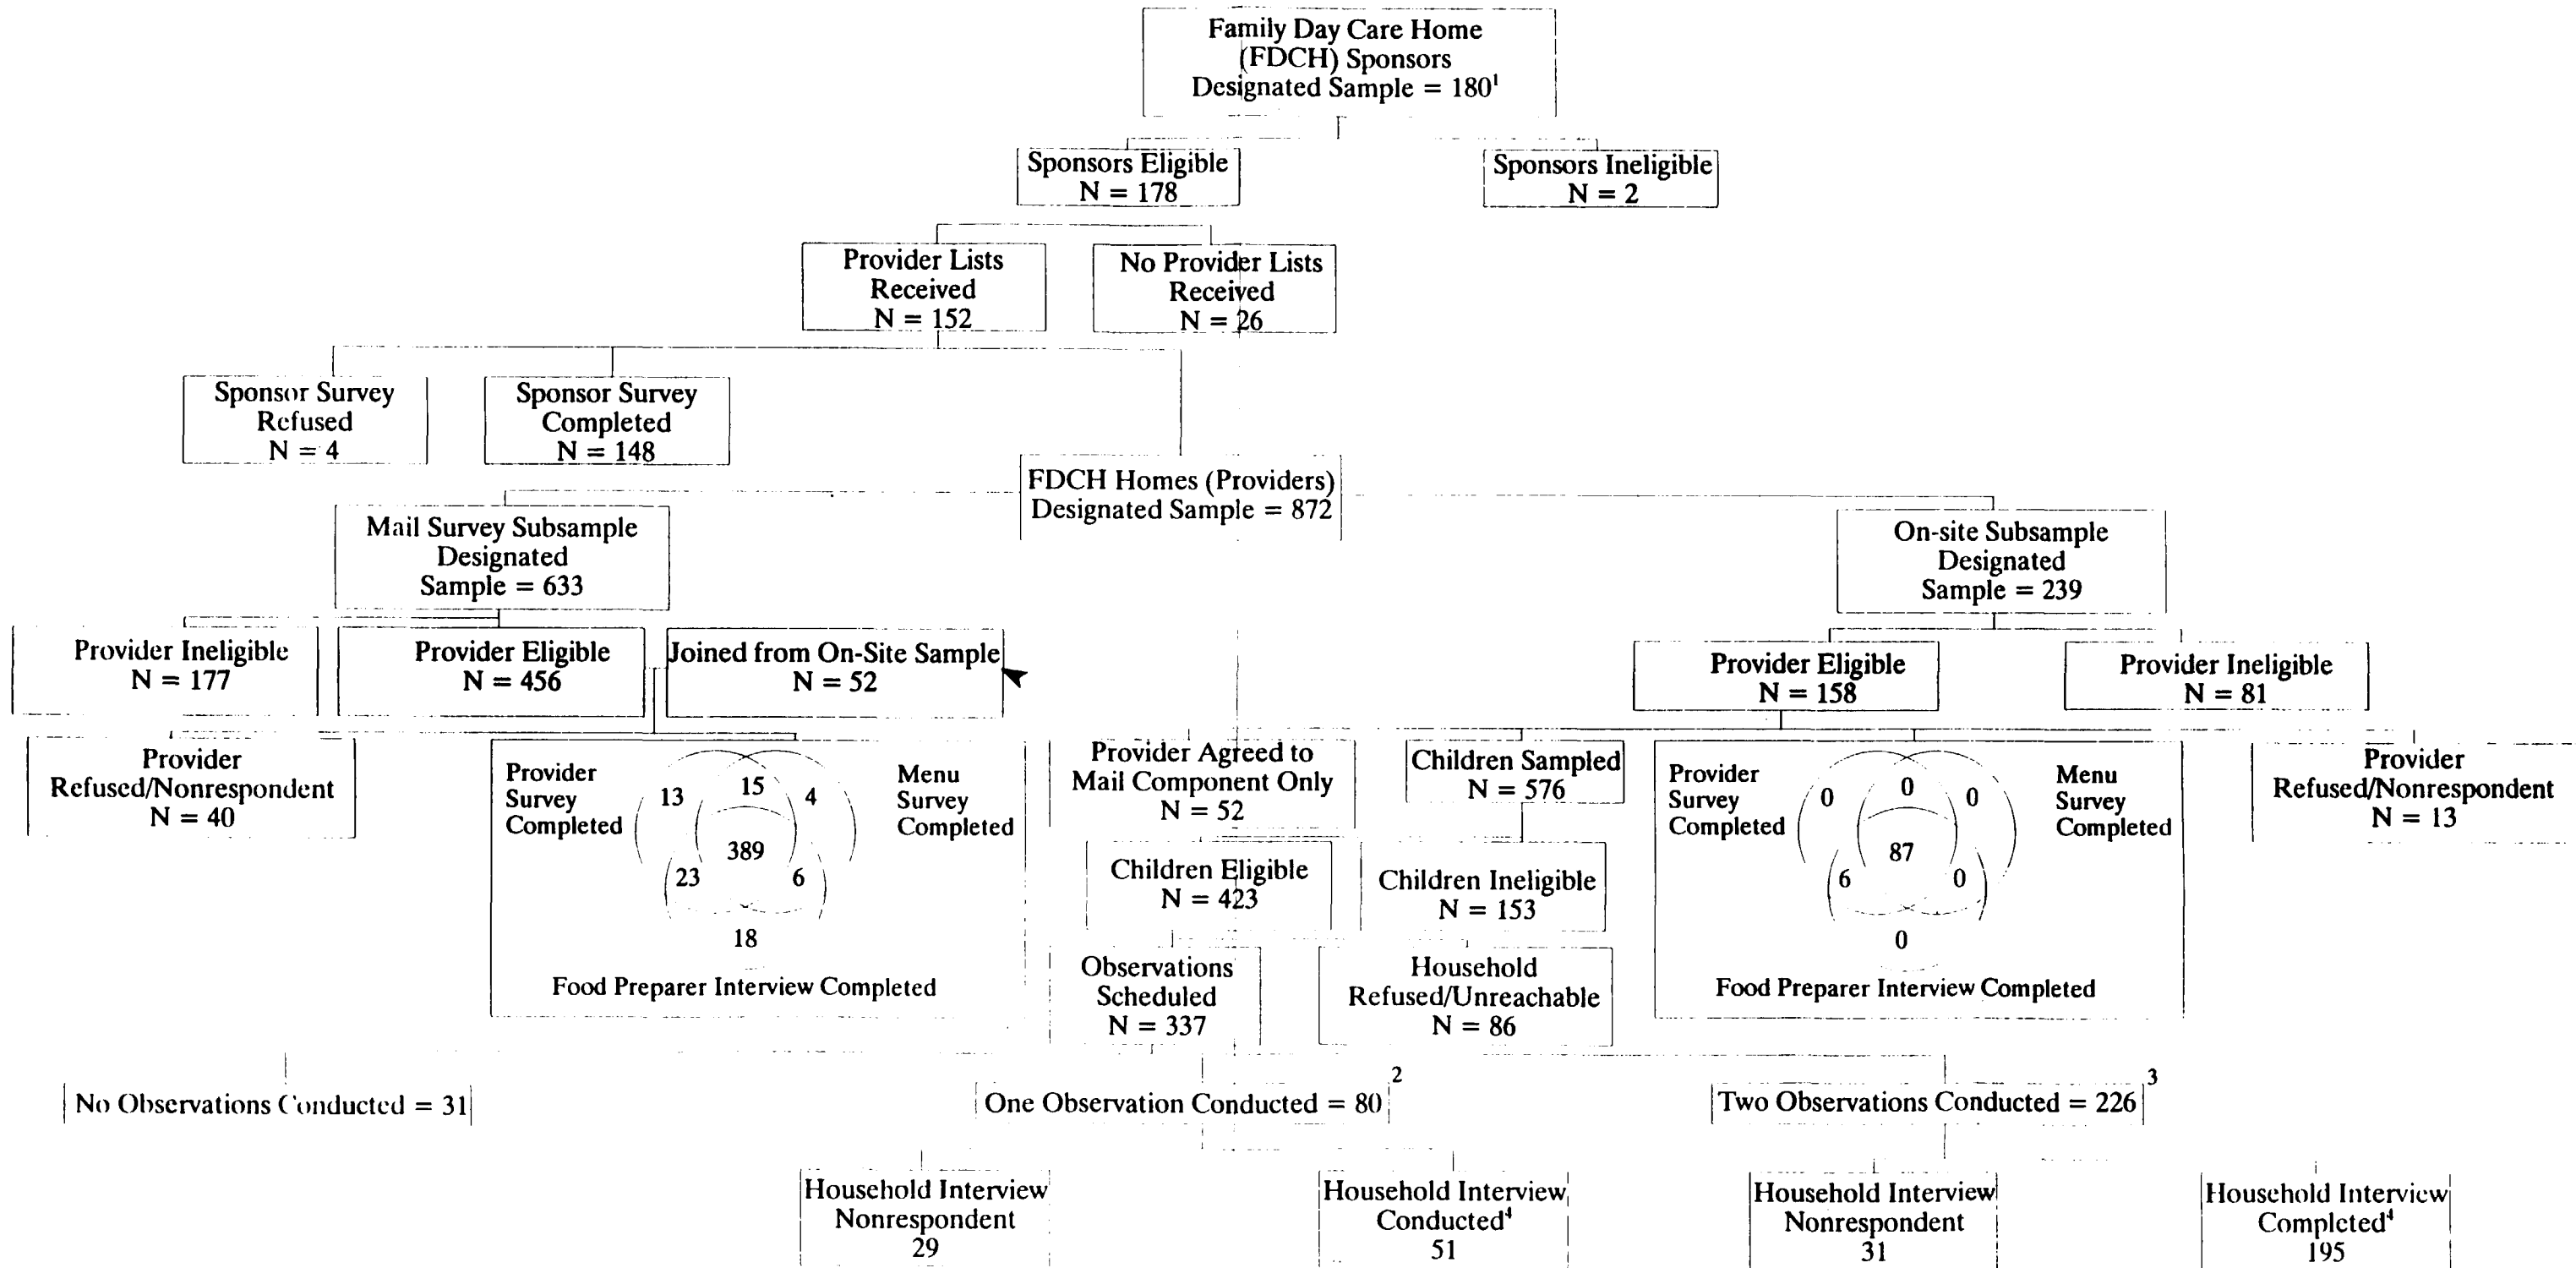 Family Day Care Home
(FDCH) Sponsors
Designated Sample = 180¹
Sponsors Eligible
N = 178
Sponsors Ineligible
N = 2
Provider Lists
Received
N = 152
No Provider Lists
Received
N = 26
Sponsor Survey
Refused
N = 4
Sponsor Survey
Completed
N = 148
FDCH Homes (Providers)
Designated Sample = 872
Mail Survey Subsample
Designated
Sample = 633
On-site Subsample
Designated
Sample = 239
Provider Ineligible
N = 177
Provider Eligible
N = 456
Joined from On-Site Sample
N = 52
Provider Eligible
N = 158
Provider Ineligible
N = 81
Provider
Refused/Nonrespondent
N = 40
Provider
Survey
Completed
13
15
4
389
23
6
18
Menu
Survey
Completed
Food Preparer Interview Completed
Provider Agreed to
Mail Component Only
N = 52
Children Sampled
N = 576
Children Eligible
N = 423
Children Ineligible
N = 153
Observations
Scheduled
N = 337
Household
Refused/Unreachable
N = 86
Provider
Survey
Completed
0
0
0
87
6
0
0
Menu
Survey
Completed
Food Preparer Interview Completed
Provider
Refused/Nonrespondent
N = 13
No Observations Conducted = 31
One Observation Conducted = 80²
Two Observations Conducted = 226³
Household Interview
Nonrespondent
29
Household Interview
Conducted⁴
51
Household Interview
Nonrespondent
31
Household Interview
Completed⁴
195